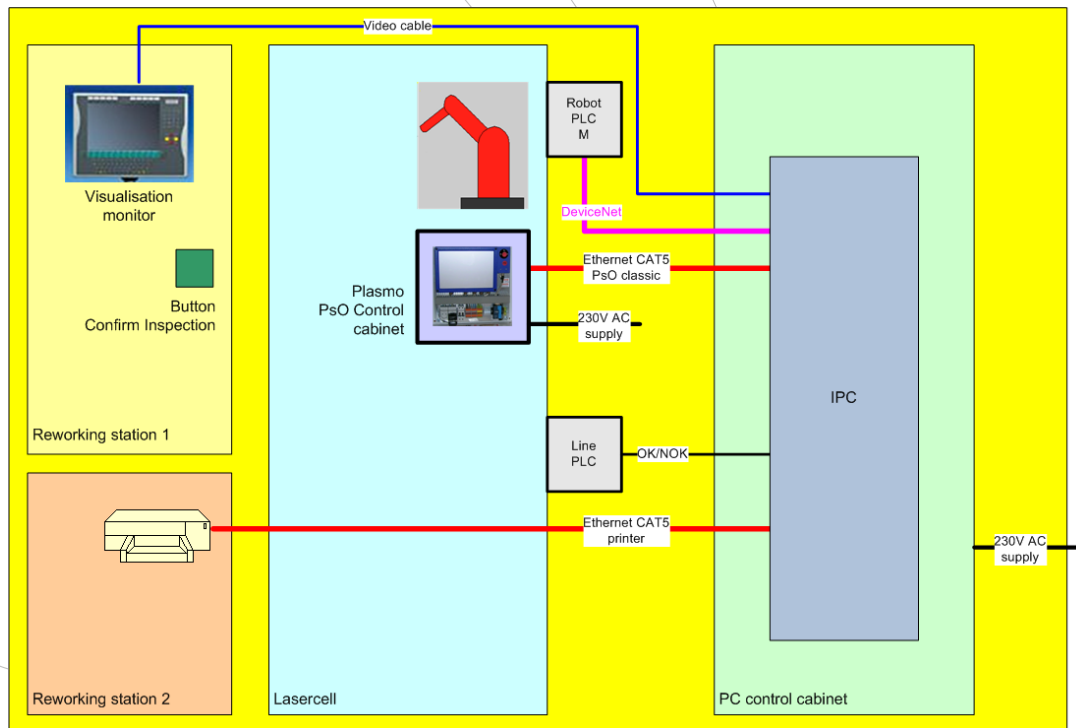 Video cable
Visualisation
monitor
Button
Confirm Inspection
Reworking station 1
Reworking station 2
Robot
PLC
M
DeviceNet
Plasmo
PsO Control
cabinet
Ethernet CAT5
PsO classic
230V AC
supply
Line
PLC
OK/NOK
Ethernet CAT5
printer
Lasercell
IPC
PC control cabinet
230V AC
supply